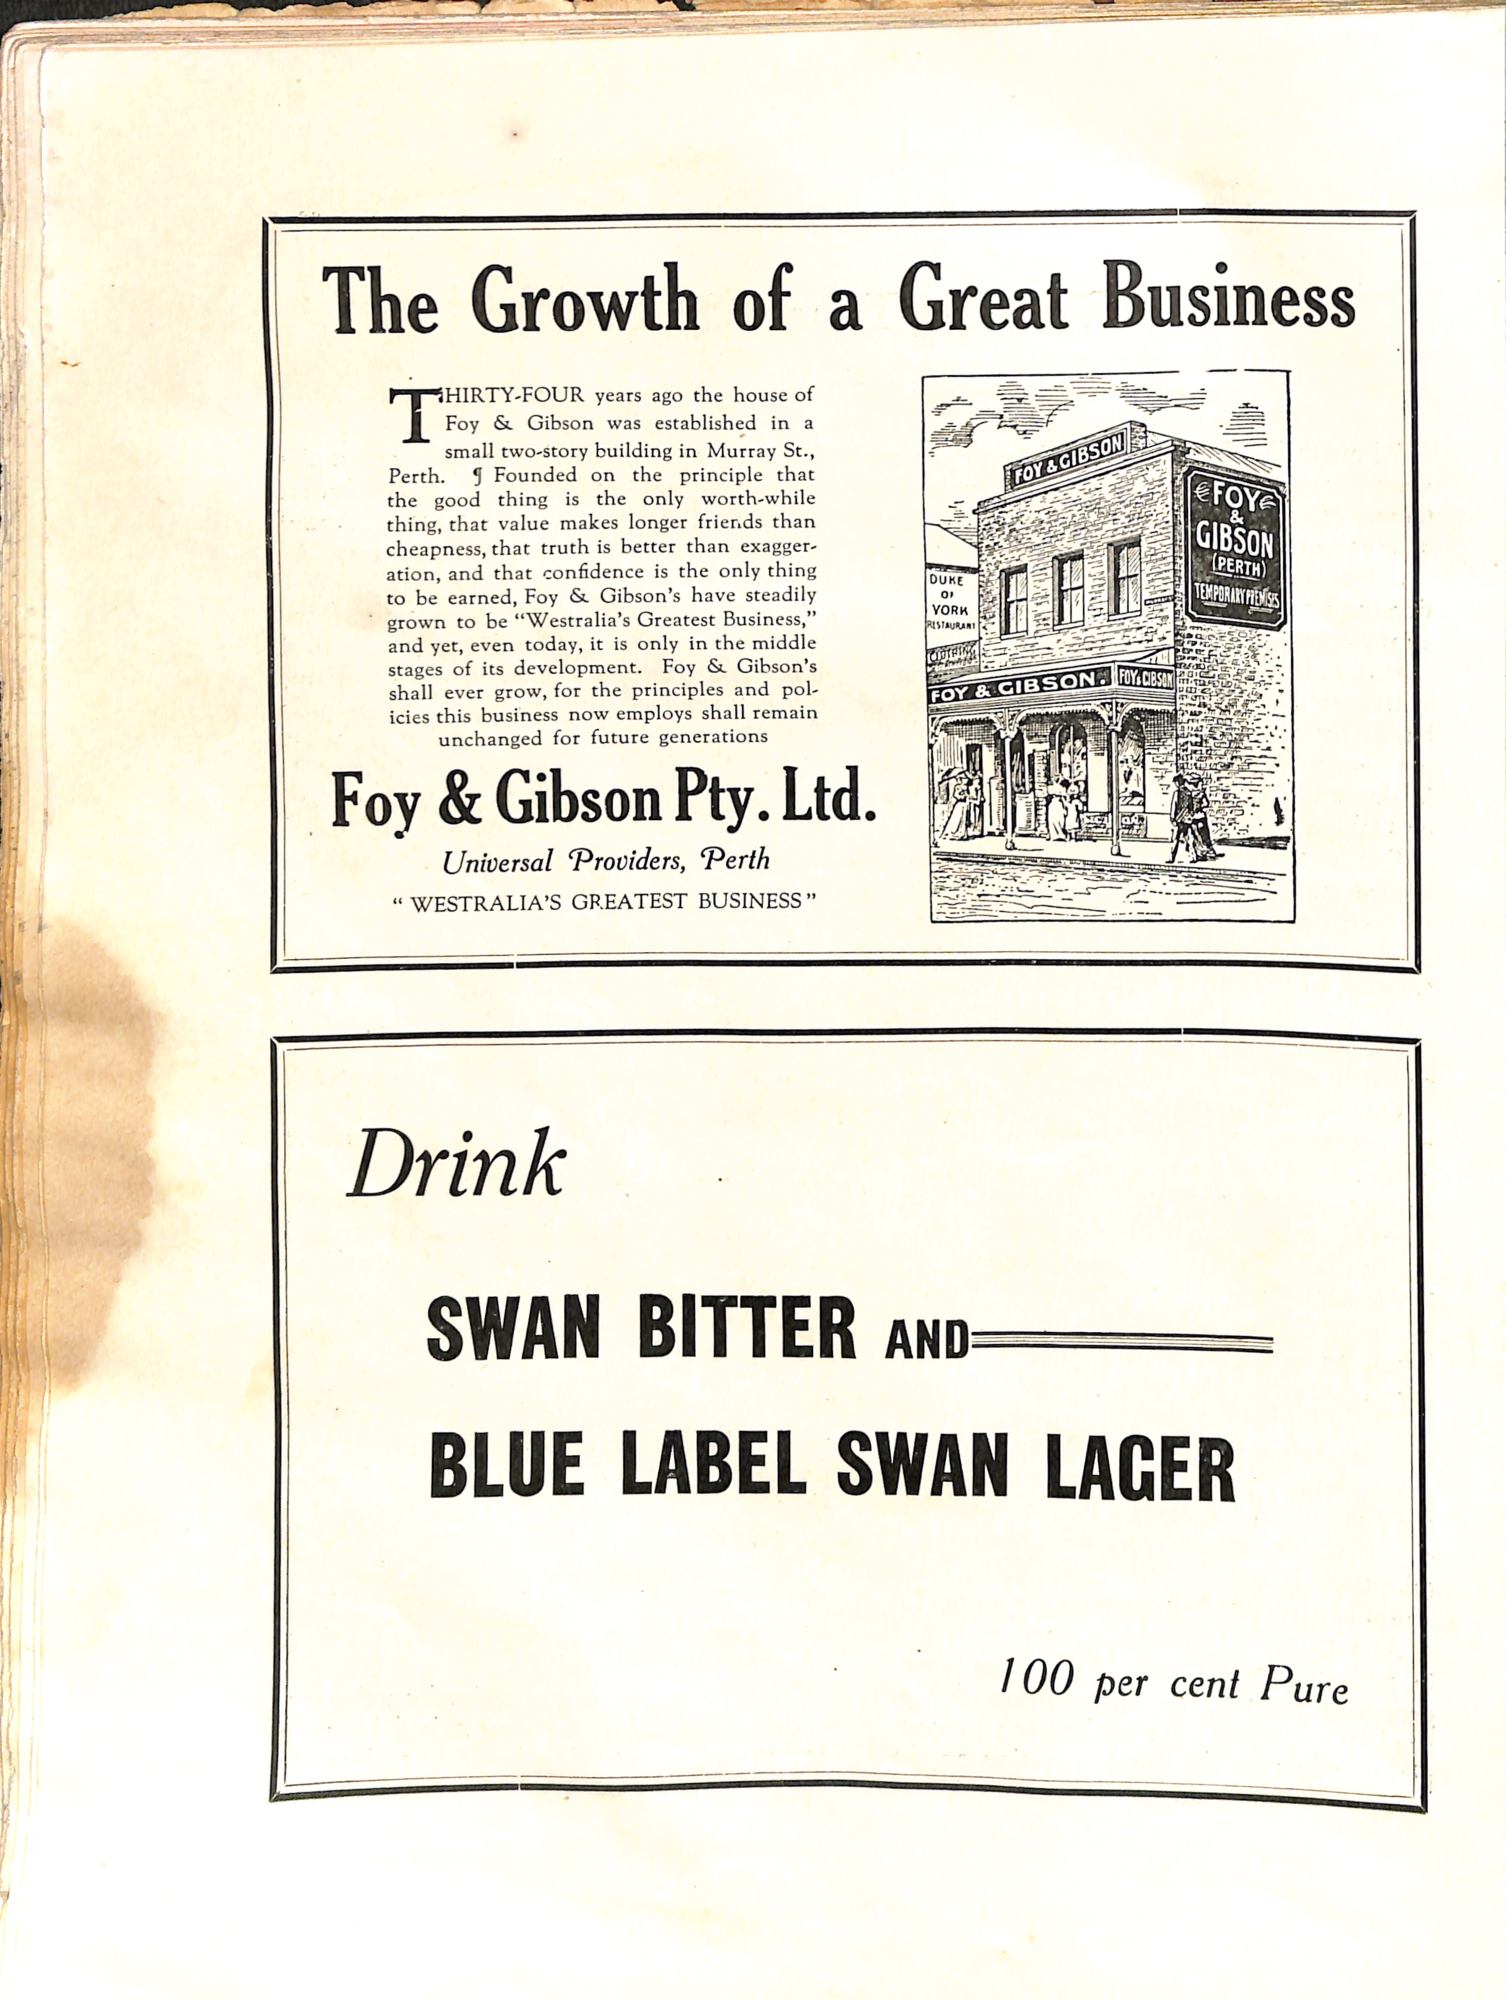 The Growth of a Great Business
THIRTY-FOUR years ago the house of
Foy & Gibson was established in a
small two-story building in Murray St.,
Perth. ¶ Founded on the principle that
the good thing is the only worth-while
thing, that value makes longer friends than
cheapness, that truth is better than exagger-
ation, and that confidence is the only thing
to be earned, Foy & Gibson's have steadily
grown to be "Westralia's Greatest Business,"
and yet, even today, it is only in the middle
stages of its development. Foy & Gibson's
shall ever grow, for the principles and pol-
icies this business now employs shall remain
unchanged for future generations
Foy & Gibson Pty. Ltd.
Universal Providers, Perth
" WESTRALIA'S GREATEST BUSINESS "
FOY & GIBSON
FOY
&
GIBSON
(PERTH)
TEMPORARY PREMISES
DUKE
OF
YORK
RESTAURANT
CLOTHING
FOY & GIBSON.
FOY & GIBSON
Drink
SWAN BITTER AND
BLUE LABEL SWAN LAGER
100 per cent Pure